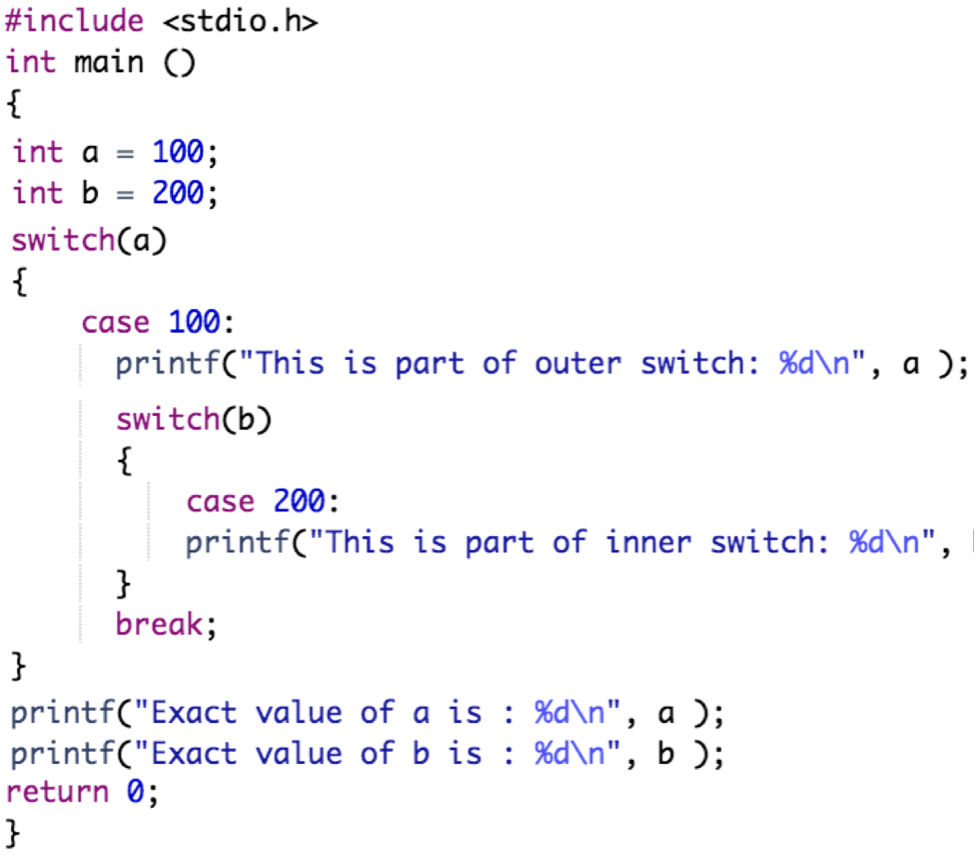 #include <stdio.h>
int main ()
{
int a = 100;
int b = 200;
switch(a)
{
case 100:
printf("This is part of outer switch: %d\n", a );
switch(b)
{
case 200:
printf("This is part of inner switch: %d\n",
}
break;
}
printf("Exact value of a is : %d\n", a );
printf("Exact value of b is : %d\n", b );
return 0;
}